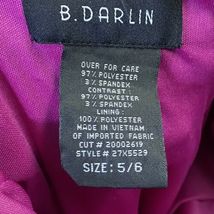 B. DARLIN
OVER FOR CARE
97% POLYESTER
3% SPANDEX
CONTRAST:
97% POLYESTER
3% SPANDEX
LINING:
100% POLYESTER
MADE IN VIETNAM
OF IMPORTED FABRIC
CUT # 20002619
STYLE # 27X5529
SIZE: 5/6